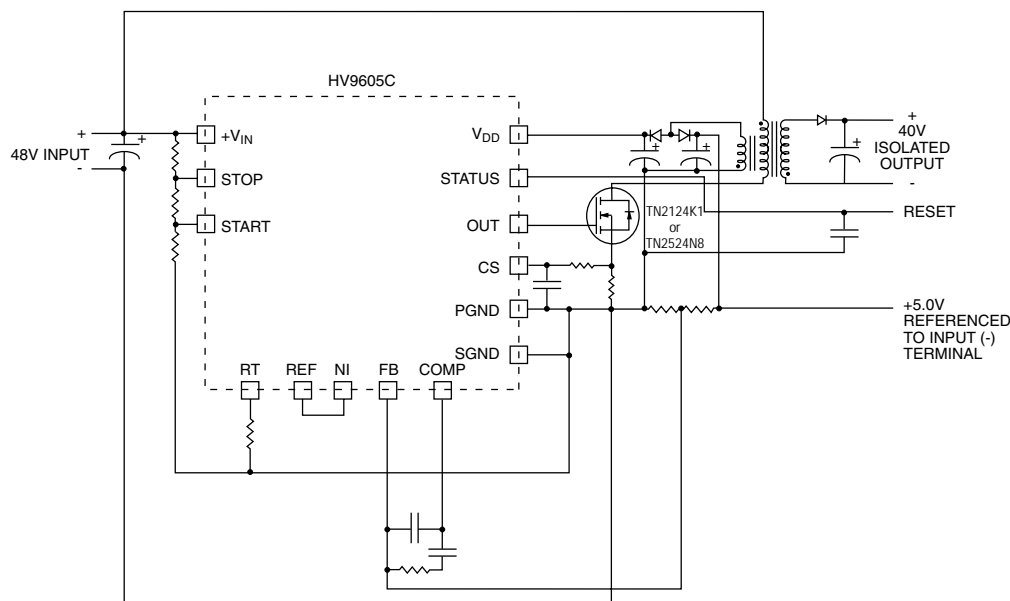 HV9605C
+
48V INPUT
-
+
+VIN
STOP
START
VDD
STATUS
OUT
CS
PGND
SGND
RT
REF
NI
FB
COMP
+
+
TN2124K1
or
TN2524N8
+
+
40V
ISOLATED
OUTPUT
-
RESET
+5.0V
REFERENCED
TO INPUT (-)
TERMINAL